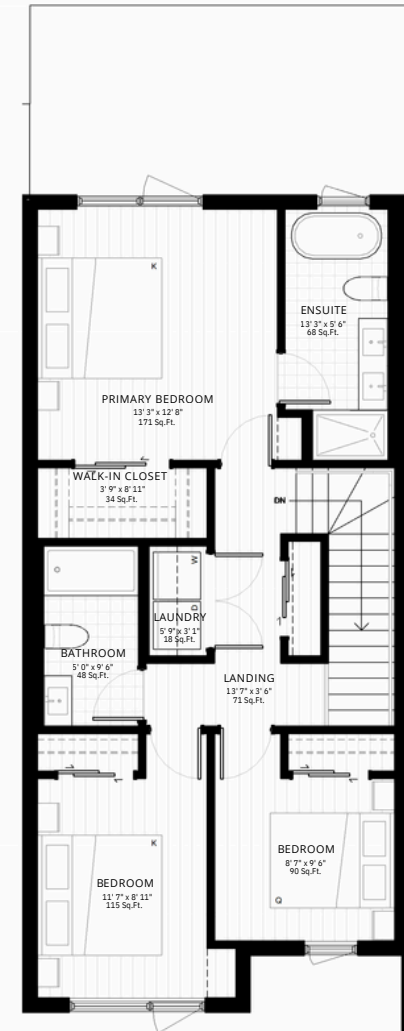 K
ENSUITE
13' 3" x 5' 6"
68 Sq.Ft.
PRIMARY BEDROOM
13' 3" x 12' 8"
171 Sq.Ft.
WALK-IN CLOSET
3' 9" x 8' 11"
34 Sq.Ft.
DN
W
D
LAUNDRY
5' 9" x 3' 1"
18 Sq.Ft.
BATHROOM
5' 0" x 9' 6"
48 Sq.Ft.
LANDING
13' 7" x 3' 6"
71 Sq.Ft.
K
BEDROOM
8' 7" x 9' 6"
90 Sq.Ft.
BEDROOM
11' 7" x 8' 11"
115 Sq.Ft.
Q